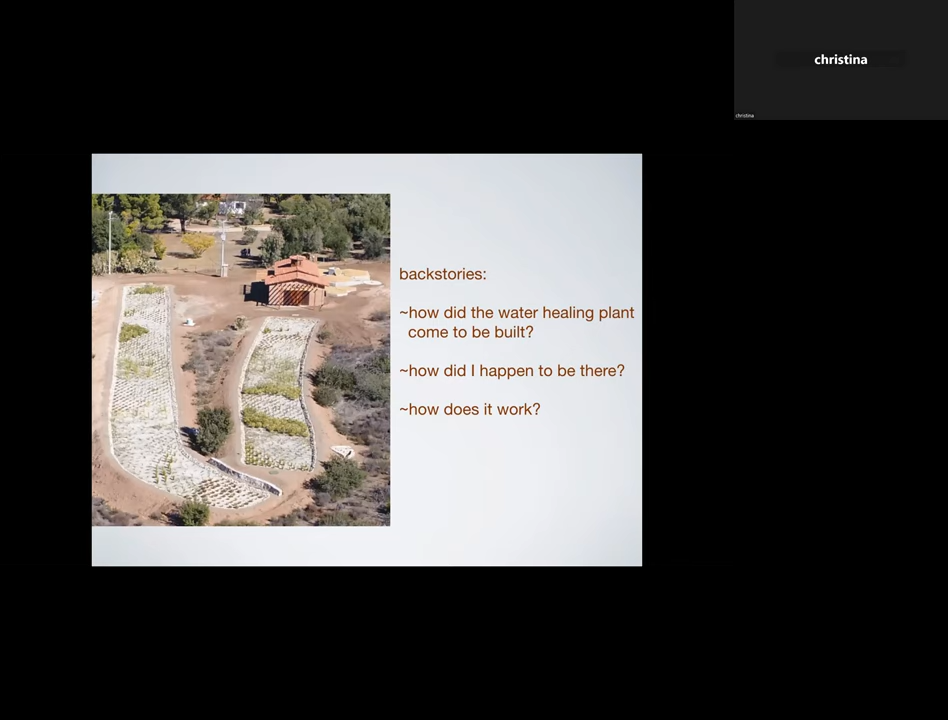 christina
christina
backstories:
~how did the water healing plant
come to be built?
~how did I happen to be there?
~how does it work?